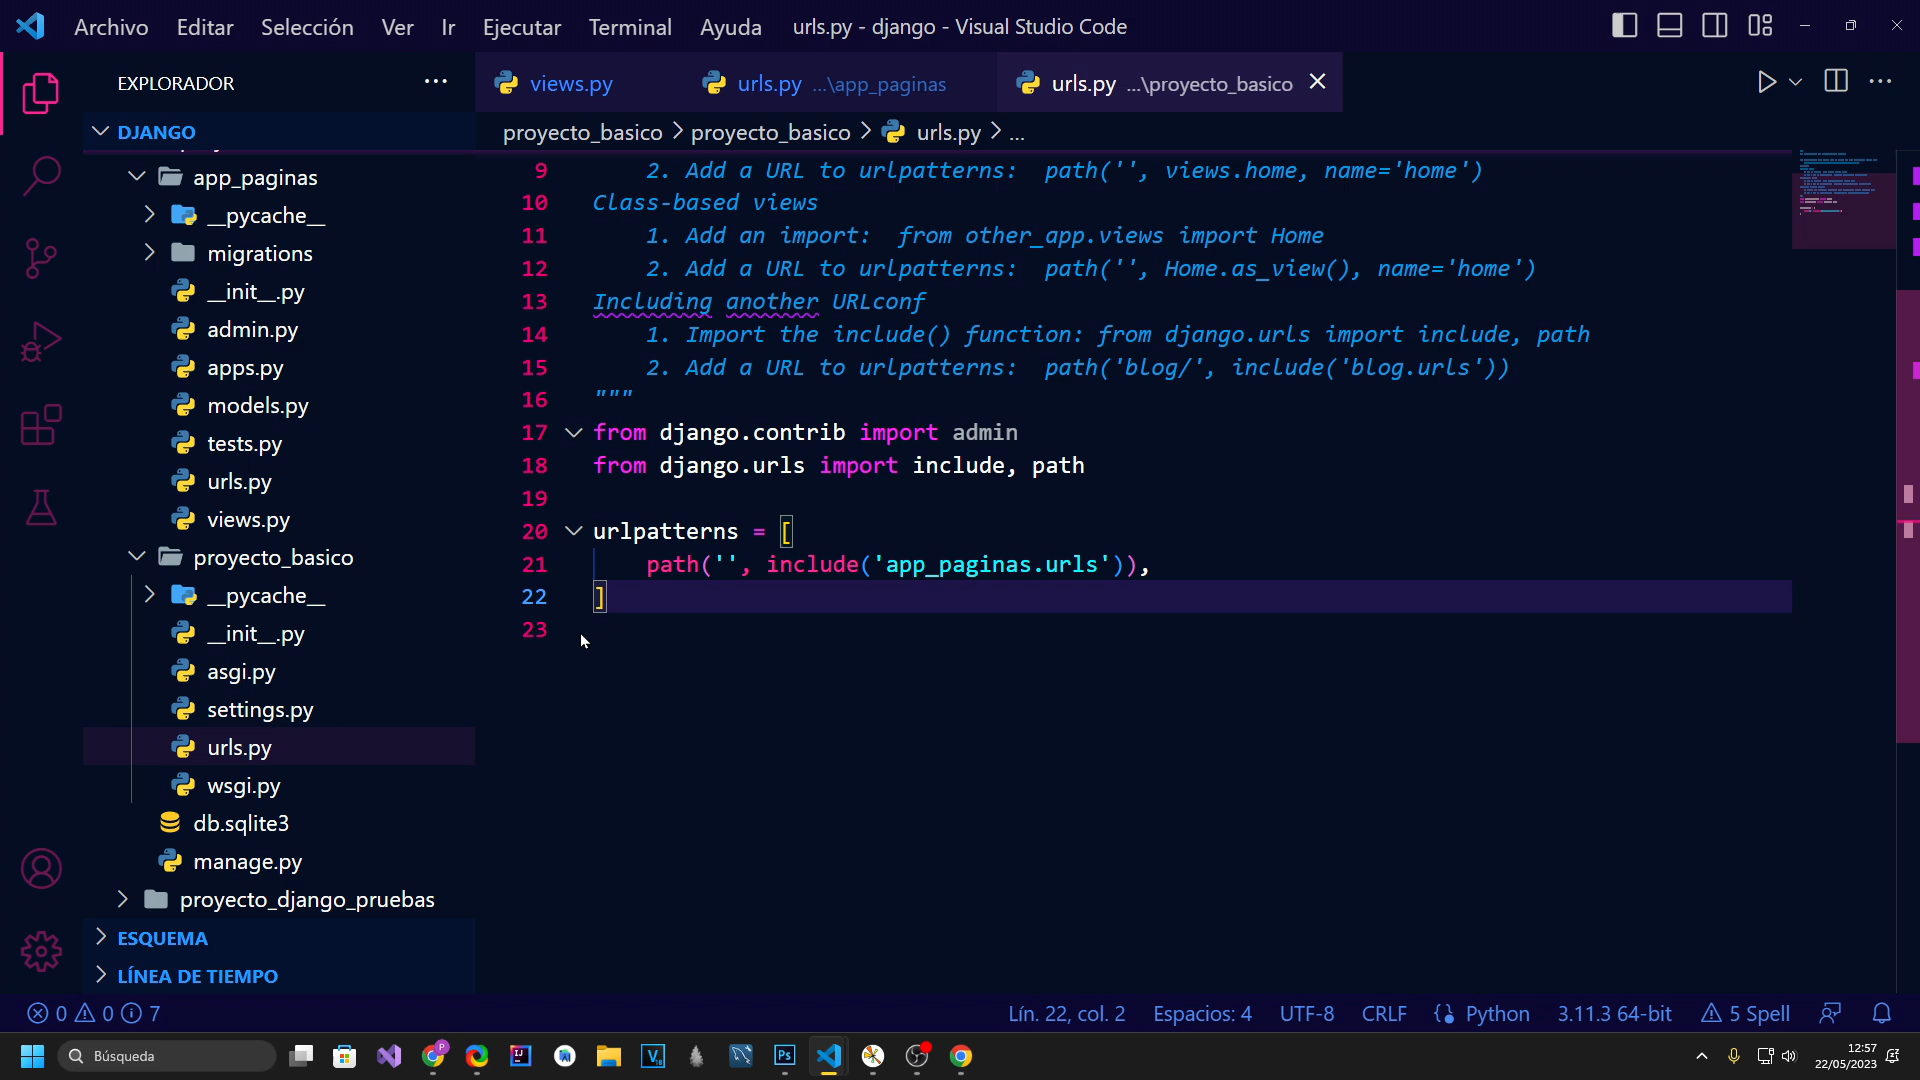 Archivo Editar Selección Ver Ir Ejecutar Terminal Ayuda urls.py - django - Visual Studio Code
EXPLORADOR
views.py
urls.py ...\app_paginas
urls.py ...\proyecto_basico
DJANGO
proyecto_basico > proyecto_basico > urls.py > ...
app_paginas
__pycache__
migrations
__init__.py
admin.py
apps.py
models.py
tests.py
urls.py
views.py
proyecto_basico
__pycache__
__init__.py
asgi.py
settings.py
urls.py
wsgi.py
db.sqlite3
manage.py
proyecto_django_pruebas
ESQUEMA
LÍNEA DE TIEMPO
9 2. Add a URL to urlpatterns:  path('', views.home, name='home')
10 Class-based views
11 1. Add an import:  from other_app.views import Home
12 2. Add a URL to urlpatterns:  path('', Home.as_view(), name='home')
13 Including another URLconf
14 1. Import the include() function: from django.urls import include, path
15 2. Add a URL to urlpatterns:  path('blog/', include('blog.urls'))
16 """
17 from django.contrib import admin
18 from django.urls import include, path
19
20 urlpatterns = [
21 path('', include('app_paginas.urls')),
22 ]
23
0 0 7 Lín. 22, col. 2 Espacios: 4 UTF-8 CRLF Python 3.11.3 64-bit 5 Spell
Búsqueda
12:57
22/05/2023